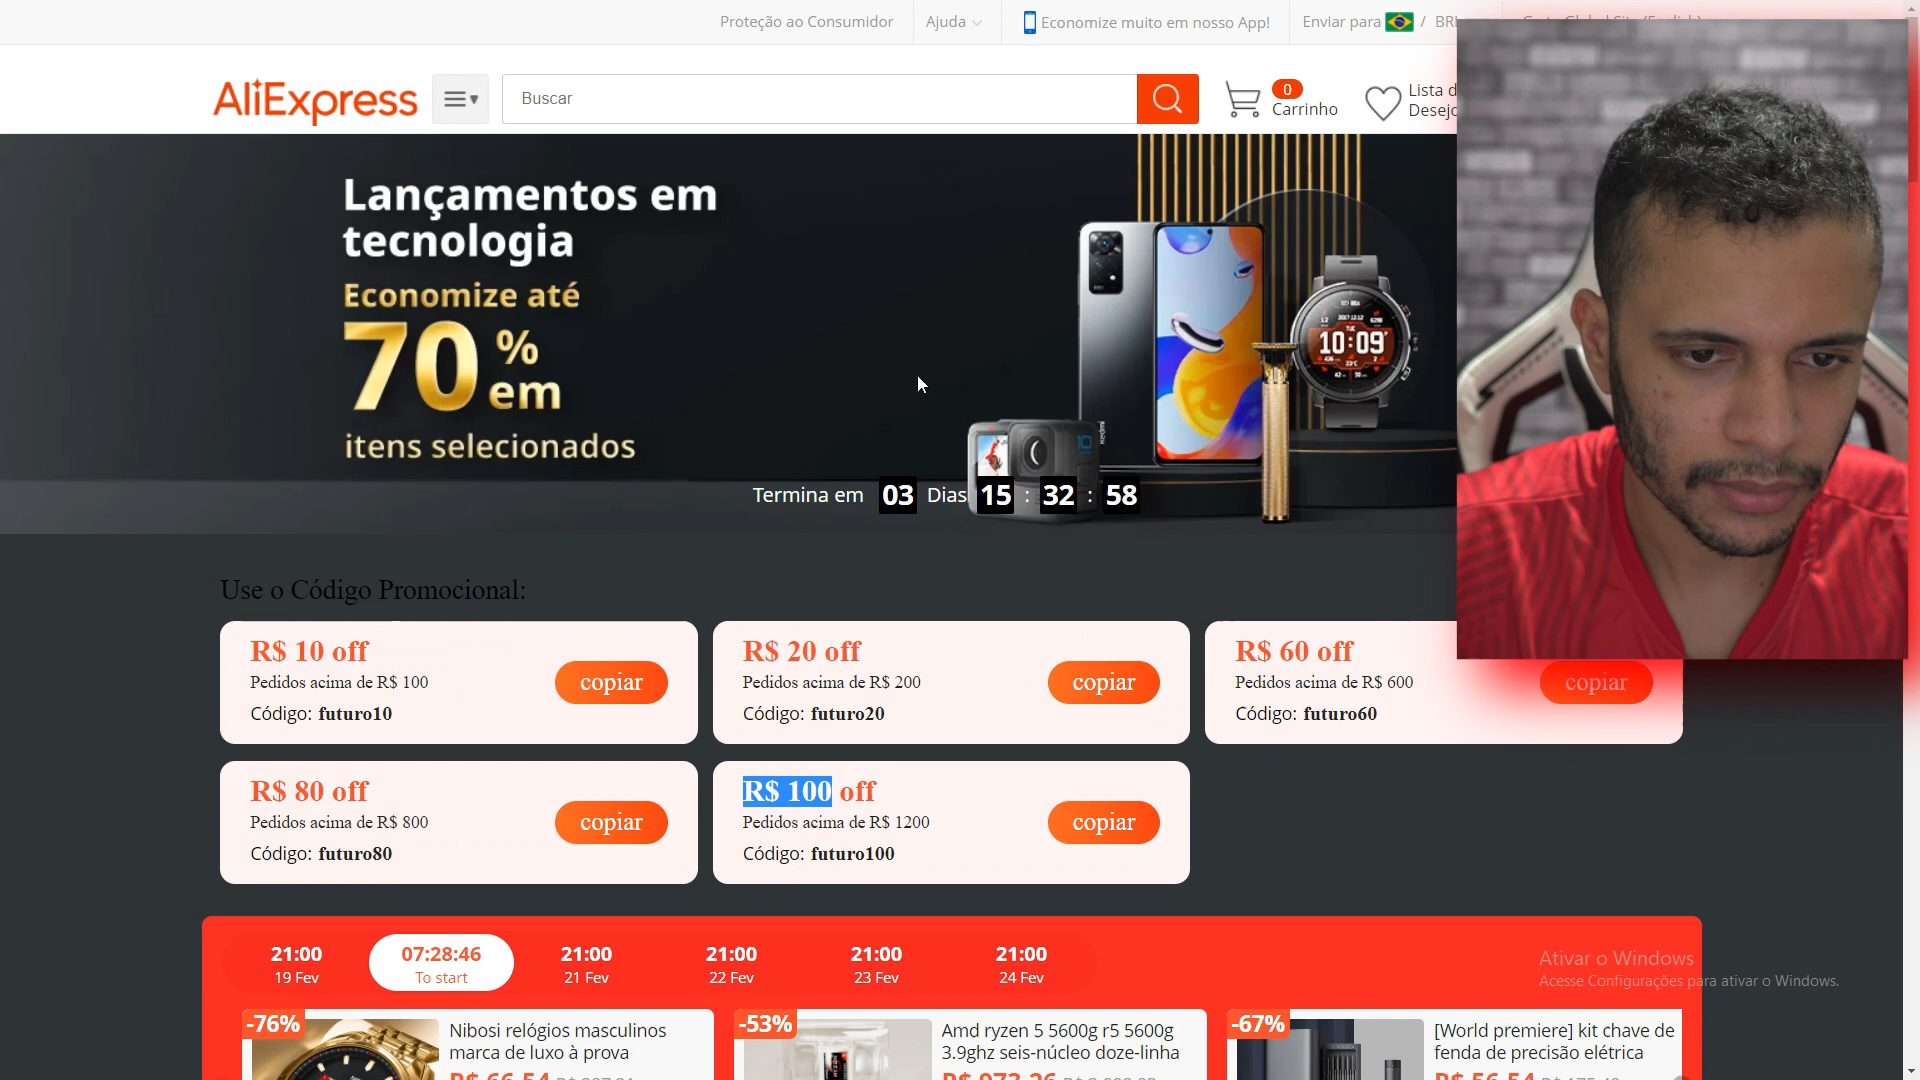 Proteção ao Consumidor
Ajuda
Economize muito em nosso App!
Enviar para / BRL
AliExpress
Buscar
0
Carrinho
Lista
Lançamentos em
tecnologia
Economize até
70 %
em
itens selecionados
10:09
Redmi
Termina em 03 Dias 15 : 32 : 58
Use o Código Promocional:
R$ 10 off
Pedidos acima de R$ 100
Código: futuro10
copiar
R$ 20 off
Pedidos acima de R$ 200
Código: futuro20
copiar
R$ 60 off
Pedidos acima de R$ 600
Código: futuro60
copiar
R$ 80 off
Pedidos acima de R$ 800
Código: futuro80
copiar
R$ 100 off
Pedidos acima de R$ 1200
Código: futuro100
copiar
21:00
19 Fev
07:28:46
To start
21:00
21 Fev
21:00
22 Fev
21:00
23 Fev
21:00
24 Fev
Ativar o Windows
Acesse Configurações para ativar o Windows.
-76%
Nibosi relógios masculinos
marca de luxo à prova
-53%
Amd ryzen 5 5600g r5 5600g
3.9ghz seis-núcleo doze-linha
-67%
[World premiere] kit chave de
fenda de precisão elétrica